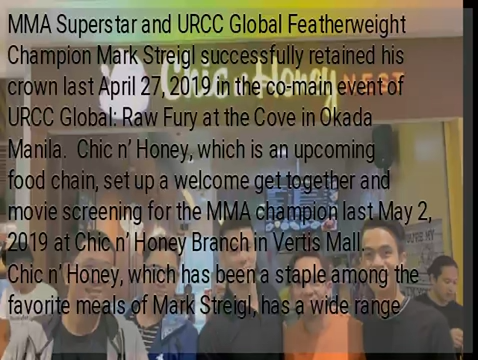 MMA Superstar and URCC Global Featherweight
Champion Mark Streigl successfully retained his
crown last April 27, 2019 in the co-main event of
URCC Global: Raw Fury at the Cove in Okada
Manila.  Chic n’ Honey, which is an upcoming
food chain, set up a welcome get together and
movie screening for the MMA champion last May 2,
2019 at Chic n’ Honey Branch in Vertis Mall.
Chic n’ Honey, which has been a staple among the
favorite meals of Mark Streigl, has a wide range